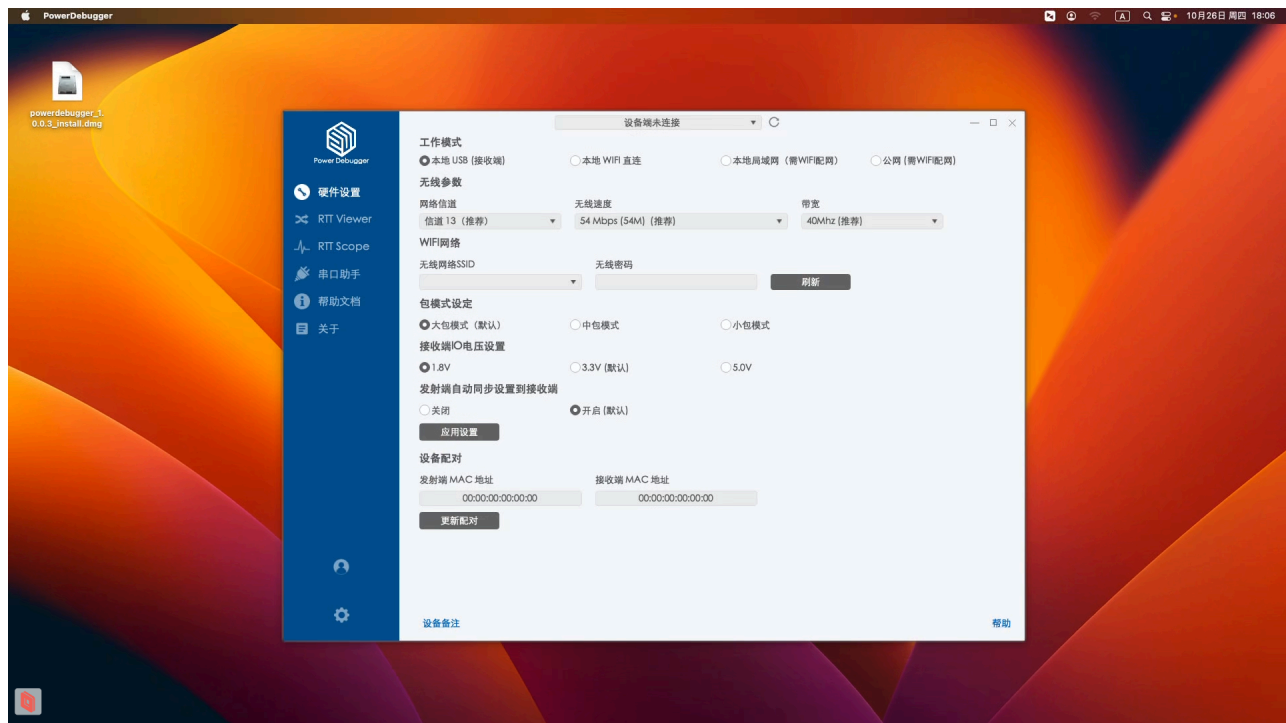 PowerDebugger
A
10月26日 周四 18:06
powerdebugger_1.
0.0.3_install.dmg
Power Debugger
硬件设置
RTT Viewer
RTT Scope
串口助手
帮助文档
关于
设备端未连接
工作模式
本地 USB (接收端) 本地 WIFI 直连 本地局域网（需WIFI配网） 公网 (需WIFI配网)
无线参数
网络信道 无线速度 带宽
信道 13（推荐） 54 Mbps (54M)（推荐） 40Mhz (推荐)
WIFI网络
无线网络SSID 无线密码
刷新
包模式设定
大包模式（默认） 中包模式 小包模式
接收端IO电压设置
1.8V 3.3V (默认) 5.0V
发射端自动同步设置到接收端
关闭 开启 (默认)
应用设置
设备配对
发射端 MAC 地址 接收端 MAC 地址
00:00:00:00:00:00 00:00:00:00:00:00
更新配对
设备备注 帮助